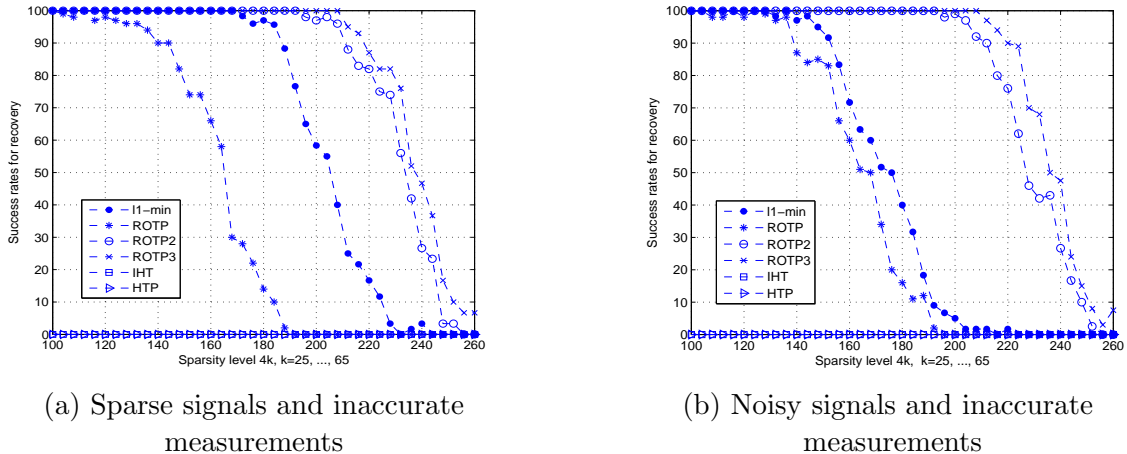 100
90
80
70
60
50
40
30
20
10
0
Success rates for recovery
l1−min
ROTP
ROTP2
ROTP3
IHT
HTP
100 120 140 160 180 200 220 240 260
Sparsity level 4k, k=25, ..., 65
(a) Sparse signals and inaccurate
measurements
100
90
80
70
60
50
40
30
20
10
0
Success rates for recovery
l1−min
ROTP
ROTP2
ROTP3
IHT
HTP
100 120 140 160 180 200 220 240 260
Sparsity level 4k, k=25, ..., 65
(b) Noisy signals and inaccurate
measurements